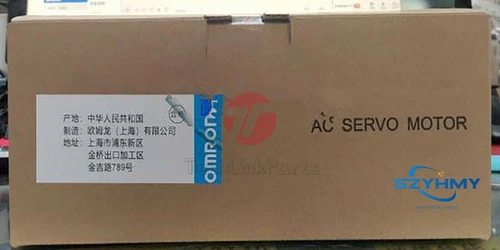 产地: 中华人民共和国
制造: 欧姆龙(上海)有限公司
上海市浦东新区
金桥出口加工区
金吉路789号
OMRON
AC SERVO MOTOR
SZYHMY